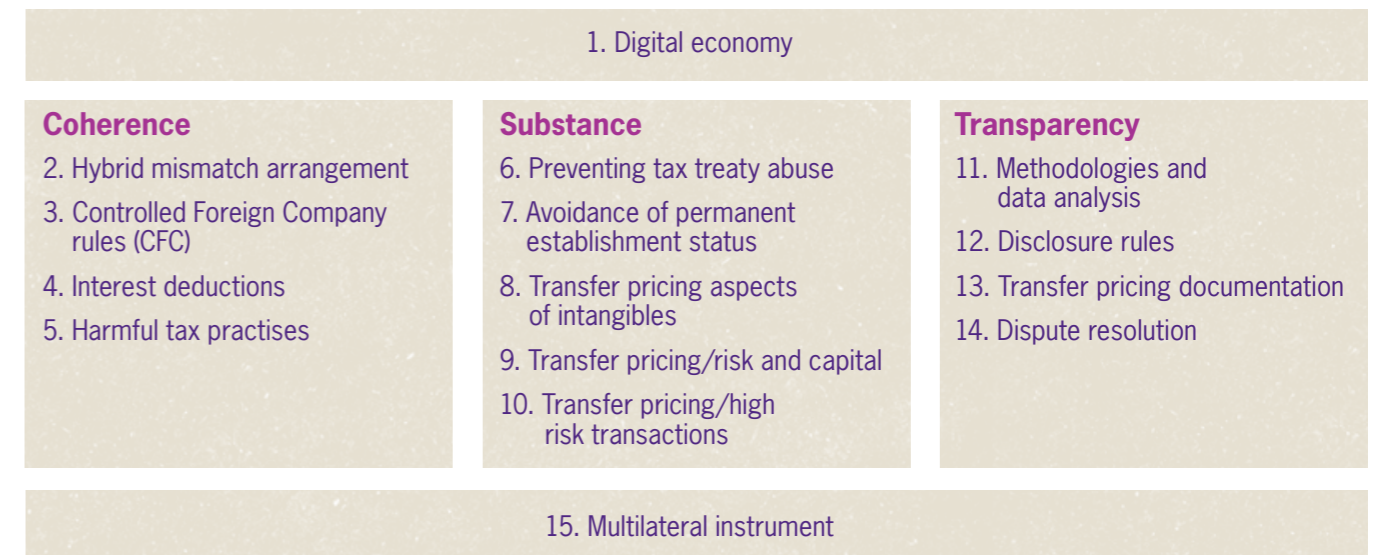 1. Digital economy
Coherence
2. Hybrid mismatch arrangement
3. Controlled Foreign Company
rules (CFC)
4. Interest deductions
5. Harmful tax practises
Substance
6. Preventing tax treaty abuse
7. Avoidance of permanent
establishment status
8. Transfer pricing aspects
of intangibles
9. Transfer pricing/risk and capital
10. Transfer pricing/high
risk transactions
Transparency
11. Methodologies and
data analysis
12. Disclosure rules
13. Transfer pricing documentation
14. Dispute resolution
15. Multilateral instrument